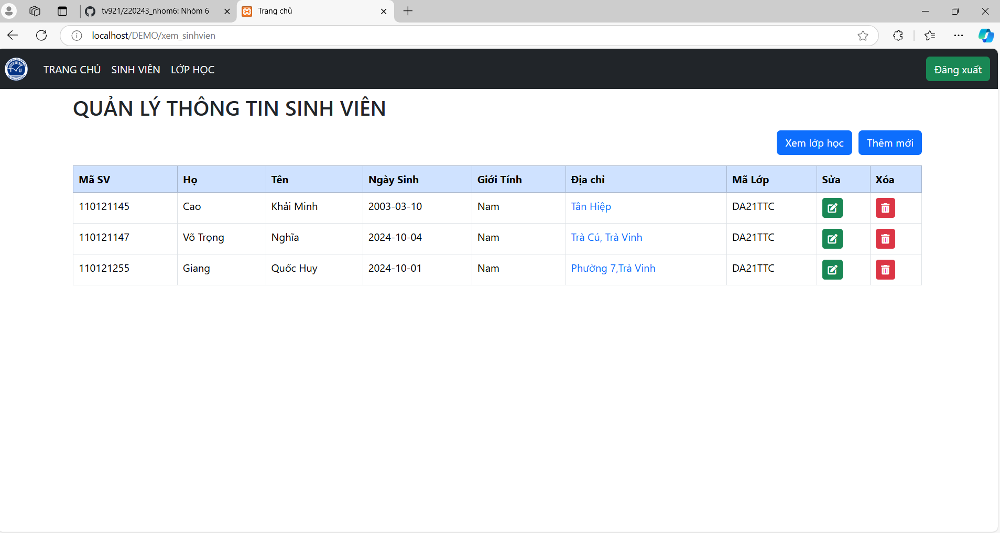 tv921/220243_nhom6: Nhóm 6
Trang chủ
localhost/DEMO/xem_sinhvien
TRANG CHỦ SINH VIÊN LỚP HỌC Đăng xuất
QUẢN LÝ THÔNG TIN SINH VIÊN
Xem lớp học Thêm mới
Mã SV Họ Tên Ngày Sinh Giới Tính Địa chỉ Mã Lớp Sửa Xóa
110121145 Cao Khải Minh 2003-03-10 Nam Tân Hiệp DA21TTC
110121147 Võ Trọng Nghĩa 2024-10-04 Nam Trà Cú, Trà Vinh DA21TTC
110121255 Giang Quốc Huy 2024-10-01 Nam Phường 7,Trà Vinh DA21TTC